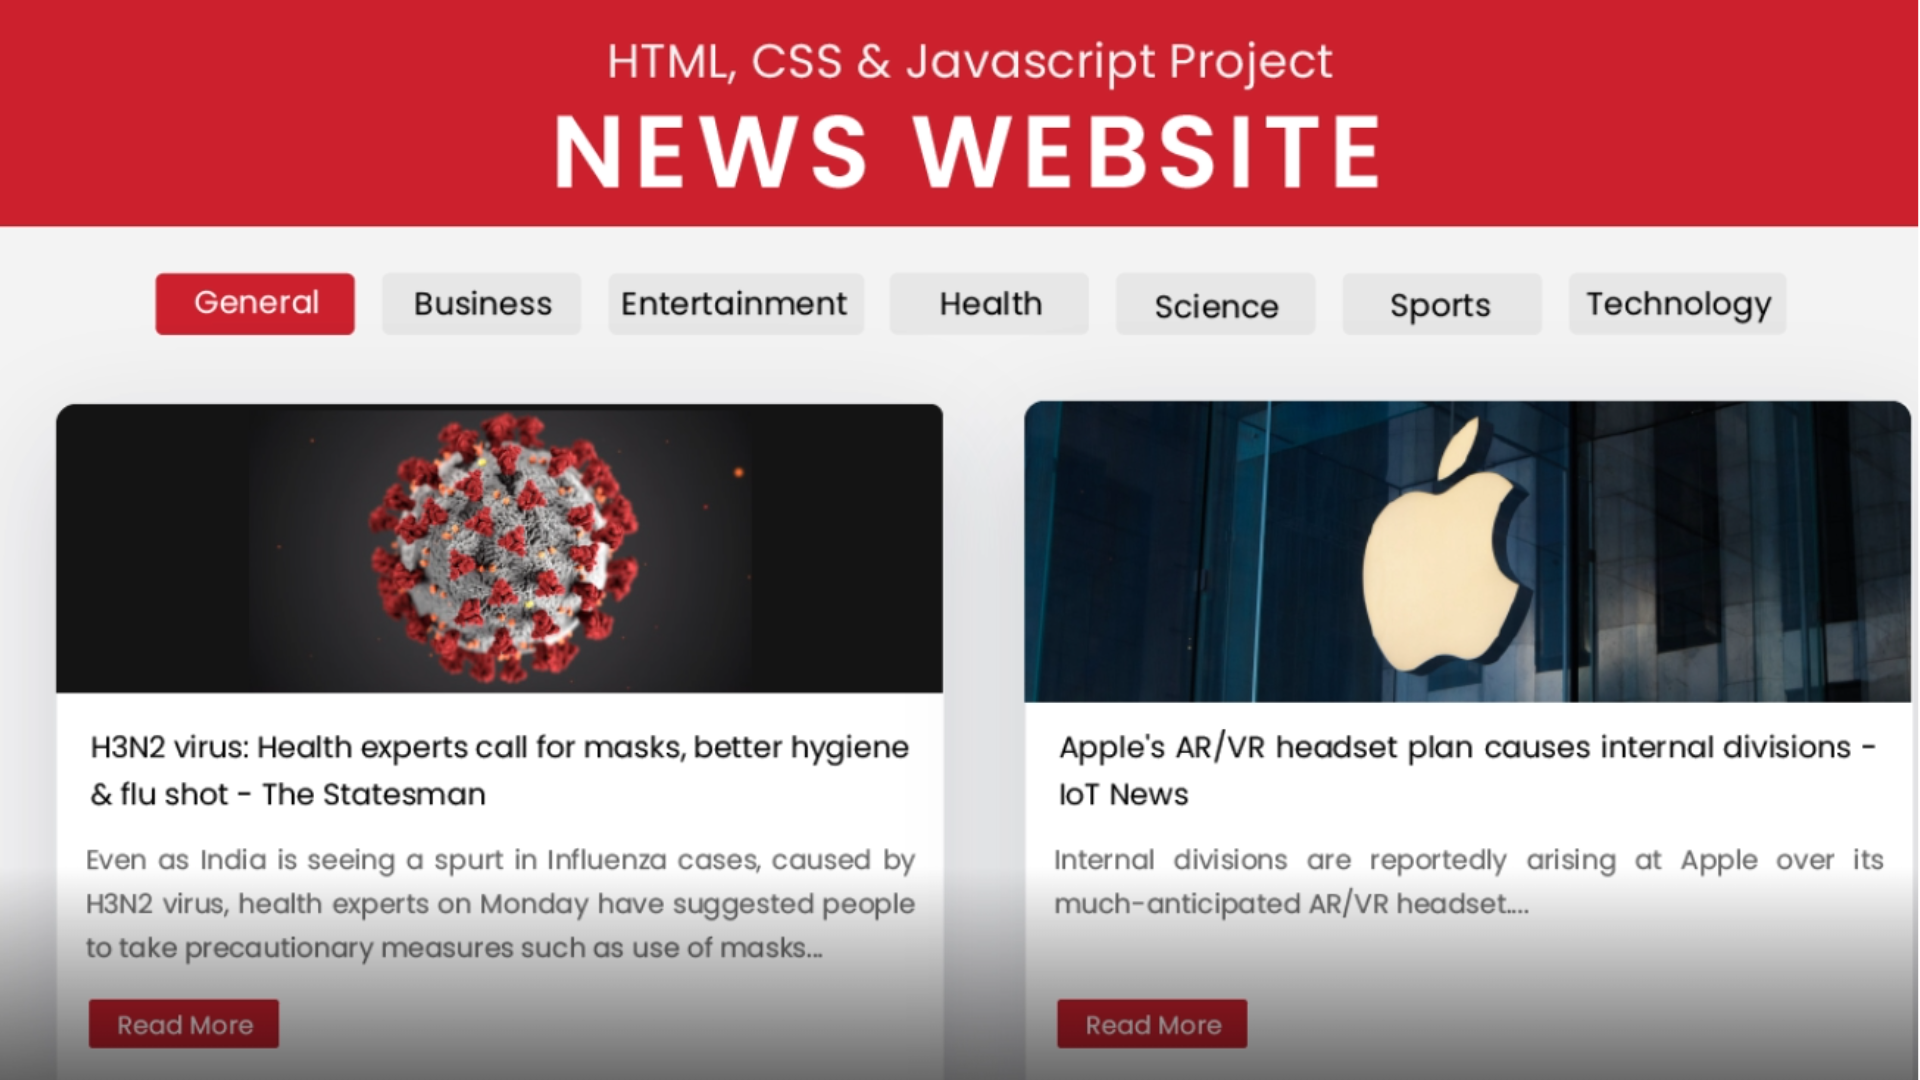 HTML, CSS & Javascript Project
NEWS WEBSITE
General
Business
Entertainment
Health
Science
Sports
Technology
H3N2 virus: Health experts call for masks, better hygiene
& flu shot - The Statesman
Even as India is seeing a spurt in Influenza cases, caused by
H3N2 virus, health experts on Monday have suggested people
to take precautionary measures such as use of masks...
Read More
Apple's AR/VR headset plan causes internal divisions -
IoT News
Internal divisions are reportedly arising at Apple over its
much-anticipated AR/VR headset....
Read More